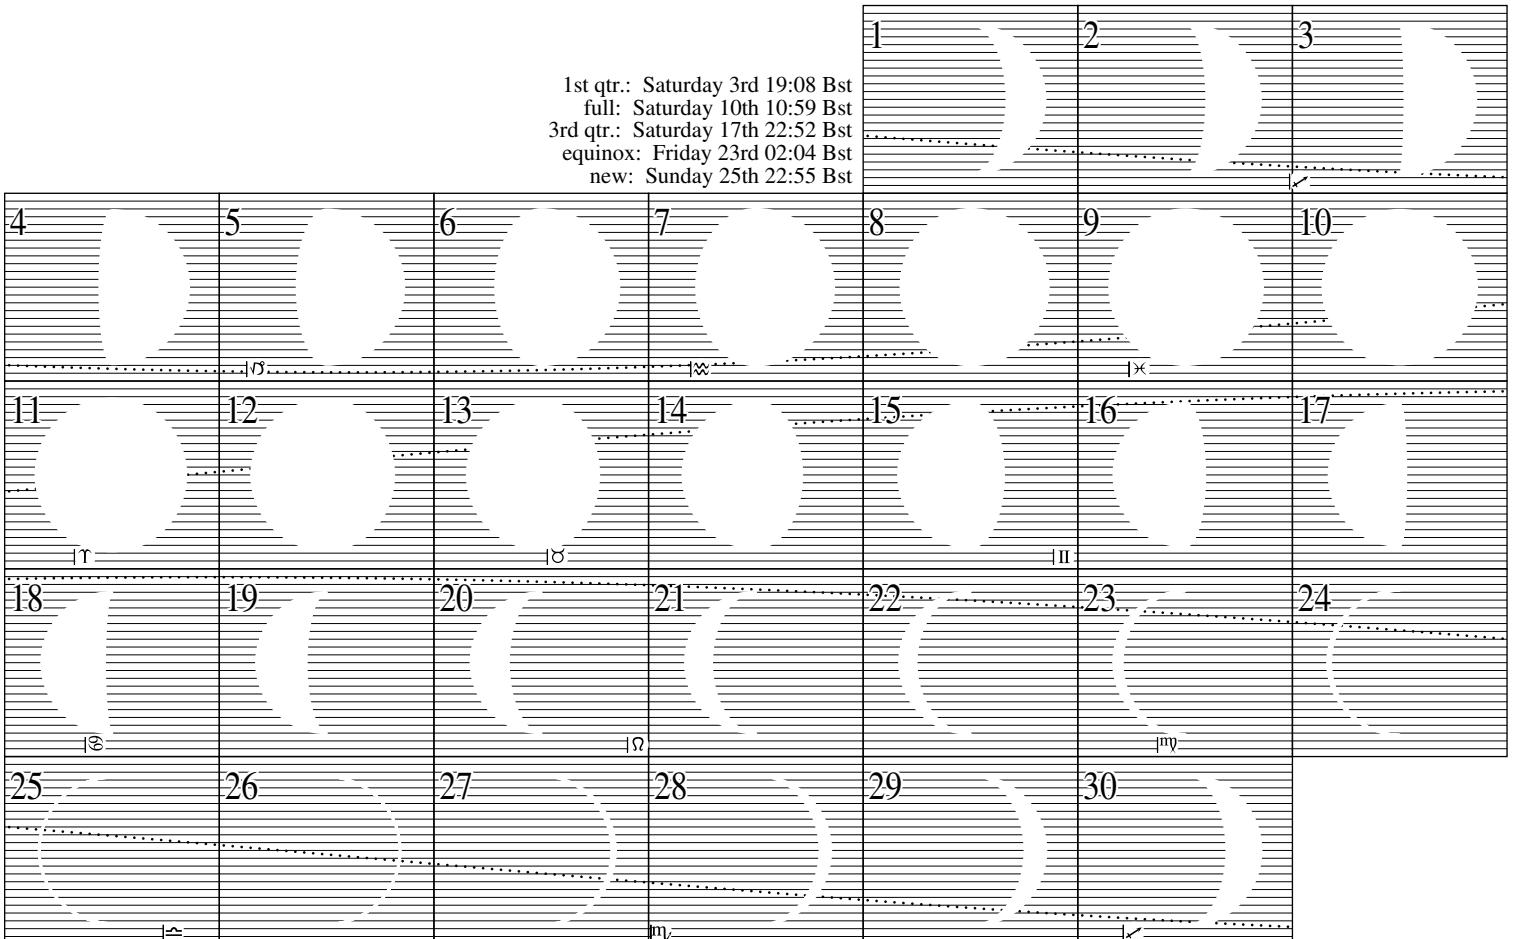 1 2 3
1st qtr.: Saturday 3rd 19:08 Bst
full: Saturday 10th 10:59 Bst
3rd qtr.: Saturday 17th 22:52 Bst
equinox: Friday 23rd 02:04 Bst
new: Sunday 25th 22:55 Bst
♐
4 5 6 7 8 9 10
♑ ♒ ♓
11 12 13 14 15 16 17
♈ ♉ ♊
18 19 20 21 22 23 24
♋ ♌ ♍
25 26 27 28 29 30
♎ ♏ ♐